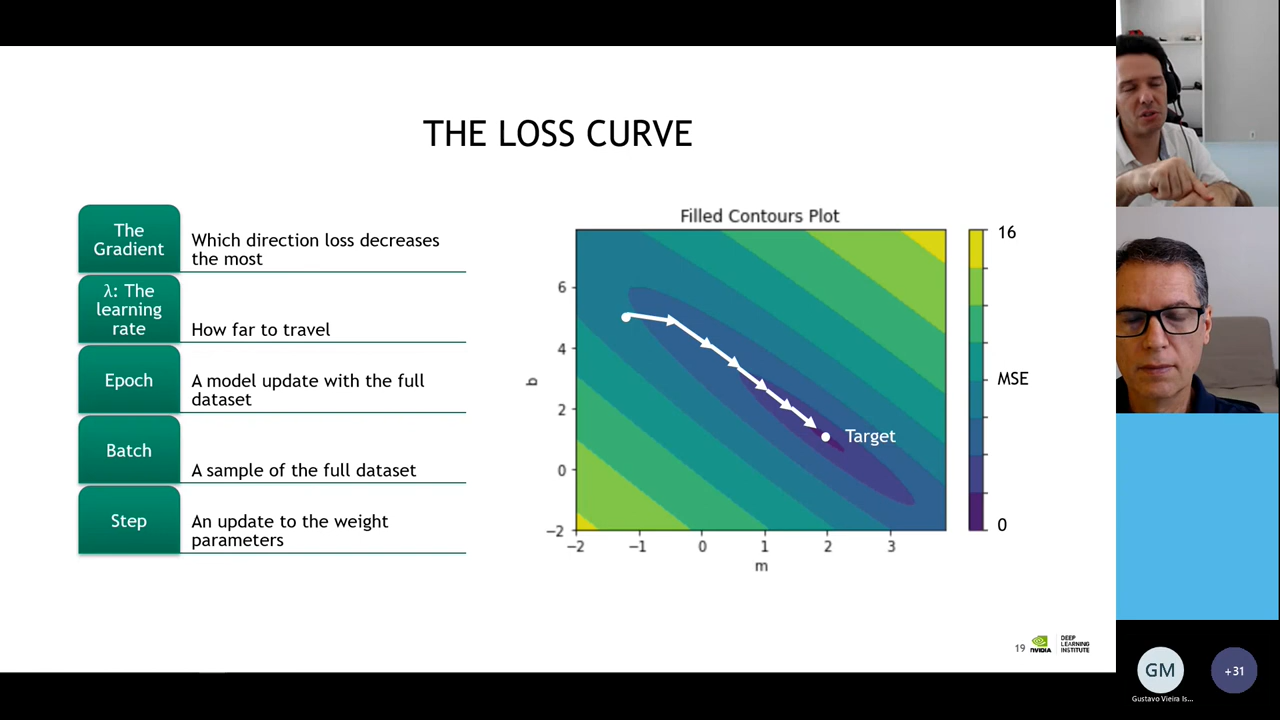 THE LOSS CURVE
The
Gradient
Which direction loss decreases
the most
λ: The
learning
rate
How far to travel
Epoch
A model update with the full
dataset
Batch
A sample of the full dataset
Step
An update to the weight
parameters
Filled Contours Plot
6
4
2
0
−2
b
−2
−1
0
1
2
3
m
Target
16
MSE
0
19
NVIDIA
DEEP
LEARNING
INSTITUTE
GM
Gustavo Vieira Is...
+31